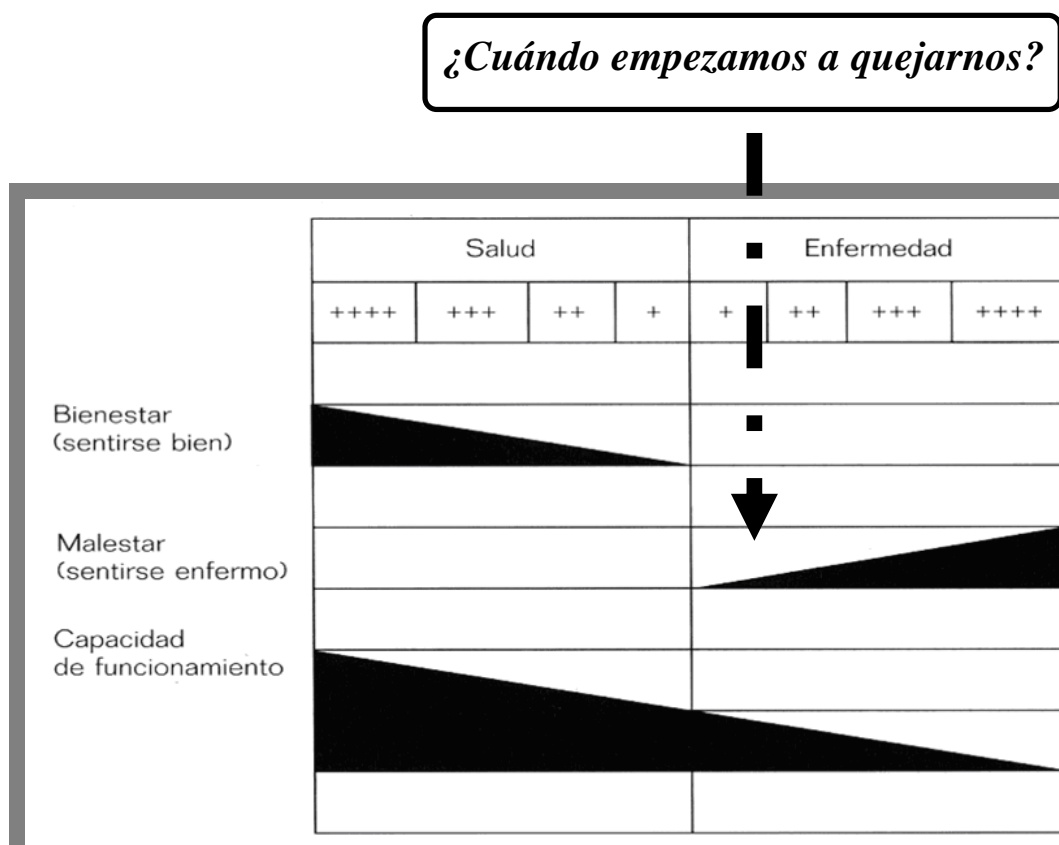 ¿Cuándo empezamos a quejarnos?
Salud Enfermedad
++++ +++ ++ + + ++ +++ ++++
Bienestar
(sentirse bien)
Malestar
(sentirse enfermo)
Capacidad
de funcionamiento